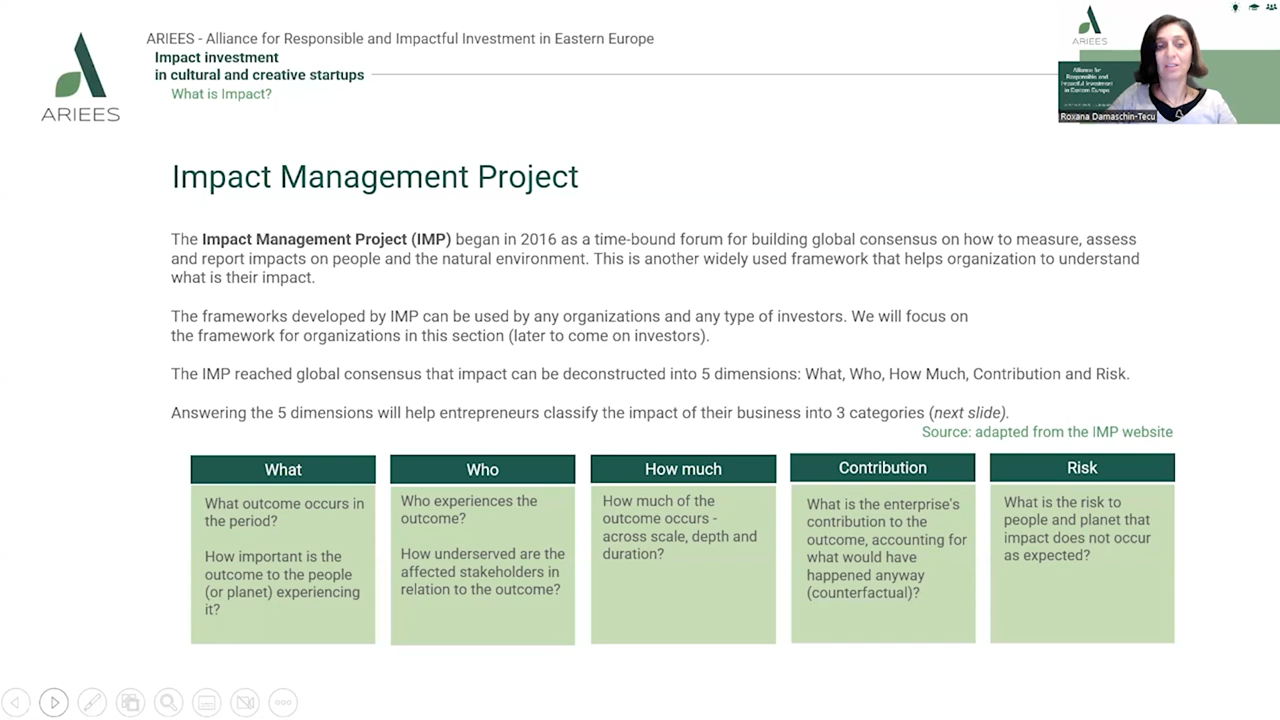 ARIEES - Alliance for Responsible and Impactful Investment in Eastern Europe
Impact investment
in cultural and creative startups
What is Impact?
ARIEES
ARIEES
Alliance for
Responsible and
Impactful Investment
in Eastern Europe
Roxana Damaschin-Tecu
Impact Management Project
The Impact Management Project (IMP) began in 2016 as a time-bound forum for building global consensus on how to measure, assess
and report impacts on people and the natural environment. This is another widely used framework that helps organization to understand
what is their impact.
The frameworks developed by IMP can be used by any organizations and any type of investors. We will focus on
the framework for organizations in this section (later to come on investors).
The IMP reached global consensus that impact can be deconstructed into 5 dimensions: What, Who, How Much, Contribution and Risk.
Answering the 5 dimensions will help entrepreneurs classify the impact of their business into 3 categories (next slide).
Source: adapted from the IMP website
What
What outcome occurs in
the period?
How important is the
outcome to the people
(or planet) experiencing
it?
Who
Who experiences the
outcome?
How underserved are the
affected stakeholders in
relation to the outcome?
How much
How much of the
outcome occurs -
across scale, depth and
duration?
Contribution
What is the enterprise's
contribution to the
outcome, accounting for
what would have
happened anyway
(counterfactual)?
Risk
What is the risk to
people and planet that
impact does not occur
as expected?